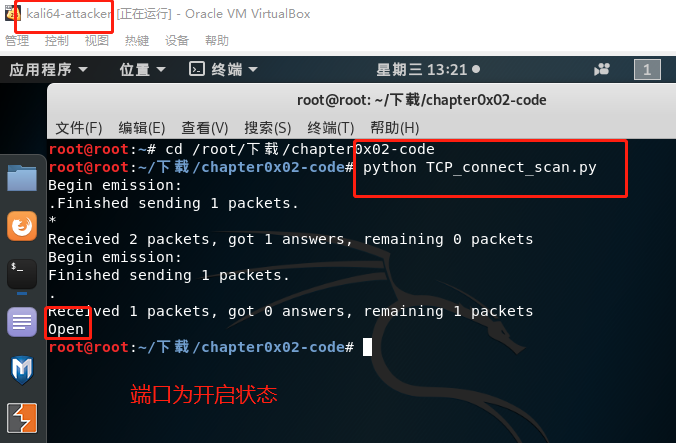 kali64-attacker [正在运行] - Oracle VM VirtualBox
管理 控制 视图 热键 设备 帮助
应用程序 位置 终端 星期三 13:21 1
root@root: ~/下载/chapter0x02-code
文件(F) 编辑(E) 查看(V) 搜索(S) 终端(T) 帮助(H)
root@root:~# cd /root/下载/chapter0x02-code
root@root:~/下载/chapter0x02-code# python TCP_connect_scan.py
Begin emission:
.Finished sending 1 packets.
*
Received 2 packets, got 1 answers, remaining 0 packets
Begin emission:
Finished sending 1 packets.
.
Received 1 packets, got 0 answers, remaining 1 packets
Open
root@root:~/下载/chapter0x02-code#
端口为开启状态